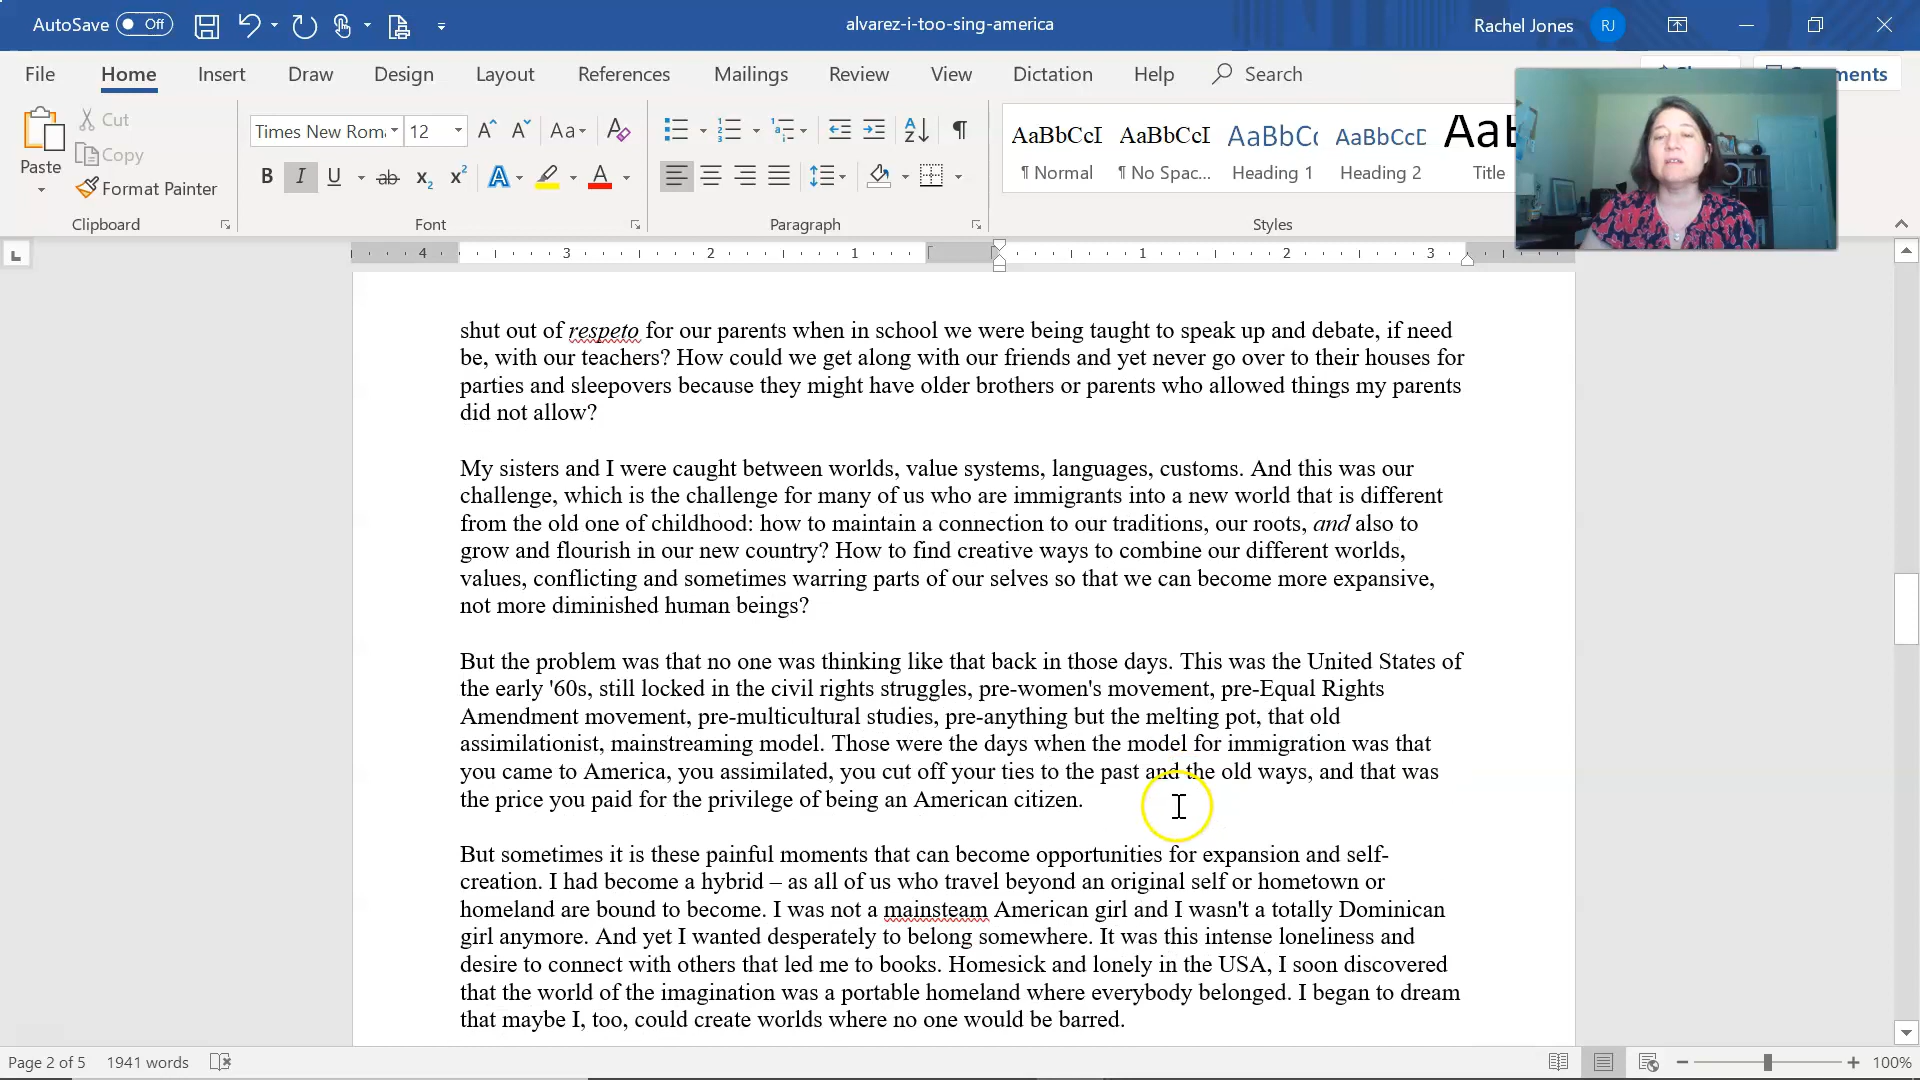 AutoSave Off alvarez-i-too-sing-america Rachel Jones RJ
File Home Insert Draw Design Layout References Mailings Review View Dictation Help Search
Paste
Cut
Copy
Format Painter
Clipboard
Times New Rom 12
Aa
B I U ab x₂ x² A A
Font
Paragraph
AaBbCcI AaBbCcI AaBbCc AaBbCcD AaB
¶ Normal ¶ No Spac... Heading 1 Heading 2 Title
Styles
4 3 2 1 1 2 3
shut out of respeto for our parents when in school we were being taught to speak up and debate, if need
be, with our teachers? How could we get along with our friends and yet never go over to their houses for
parties and sleepovers because they might have older brothers or parents who allowed things my parents
did not allow?
My sisters and I were caught between worlds, value systems, languages, customs. And this was our
challenge, which is the challenge for many of us who are immigrants into a new world that is different
from the old one of childhood: how to maintain a connection to our traditions, our roots, and also to
grow and flourish in our new country? How to find creative ways to combine our different worlds,
values, conflicting and sometimes warring parts of our selves so that we can become more expansive,
not more diminished human beings?
But the problem was that no one was thinking like that back in those days. This was the United States of
the early '60s, still locked in the civil rights struggles, pre-women's movement, pre-Equal Rights
Amendment movement, pre-multicultural studies, pre-anything but the melting pot, that old
assimilationist, mainstreaming model. Those were the days when the model for immigration was that
you came to America, you assimilated, you cut off your ties to the past and the old ways, and that was
the price you paid for the privilege of being an American citizen.
But sometimes it is these painful moments that can become opportunities for expansion and self-
creation. I had become a hybrid – as all of us who travel beyond an original self or hometown or
homeland are bound to become. I was not a mainsteam American girl and I wasn't a totally Dominican
girl anymore. And yet I wanted desperately to belong somewhere. It was this intense loneliness and
desire to connect with others that led me to books. Homesick and lonely in the USA, I soon discovered
that the world of the imagination was a portable homeland where everybody belonged. I began to dream
that maybe I, too, could create worlds where no one would be barred.
Page 2 of 5 1941 words 100%